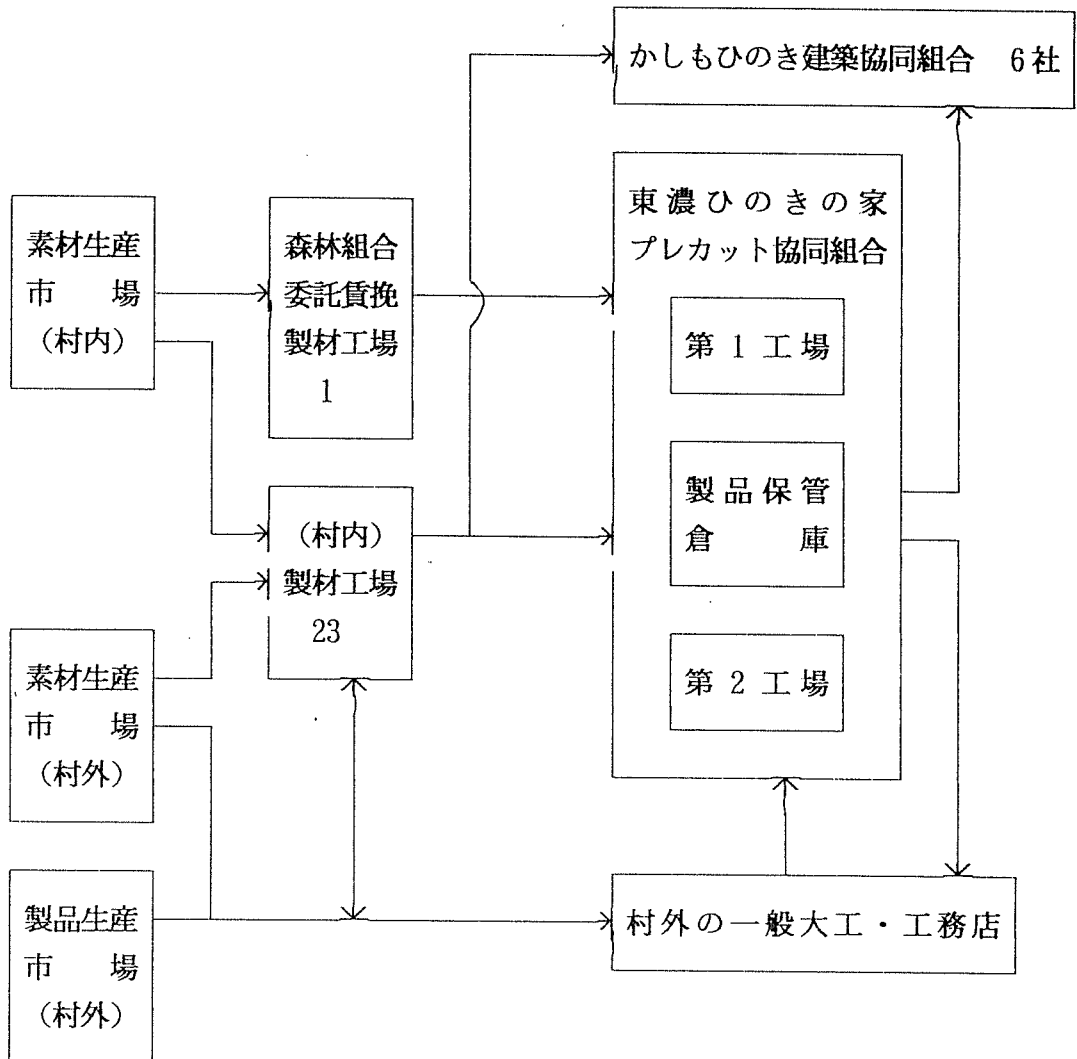 かしもひのき建築協同組合 6社
素材生産
市場
(村内)
森林組合
委託賃挽
製材工場
1
東濃ひのきの家
プレカット協同組合
第1工場
製品保管
倉庫
第2工場
(村内)
製材工場
23
素材生産
市場
(村外)
製品生産
市場
(村外)
村外の一般大工・工務店